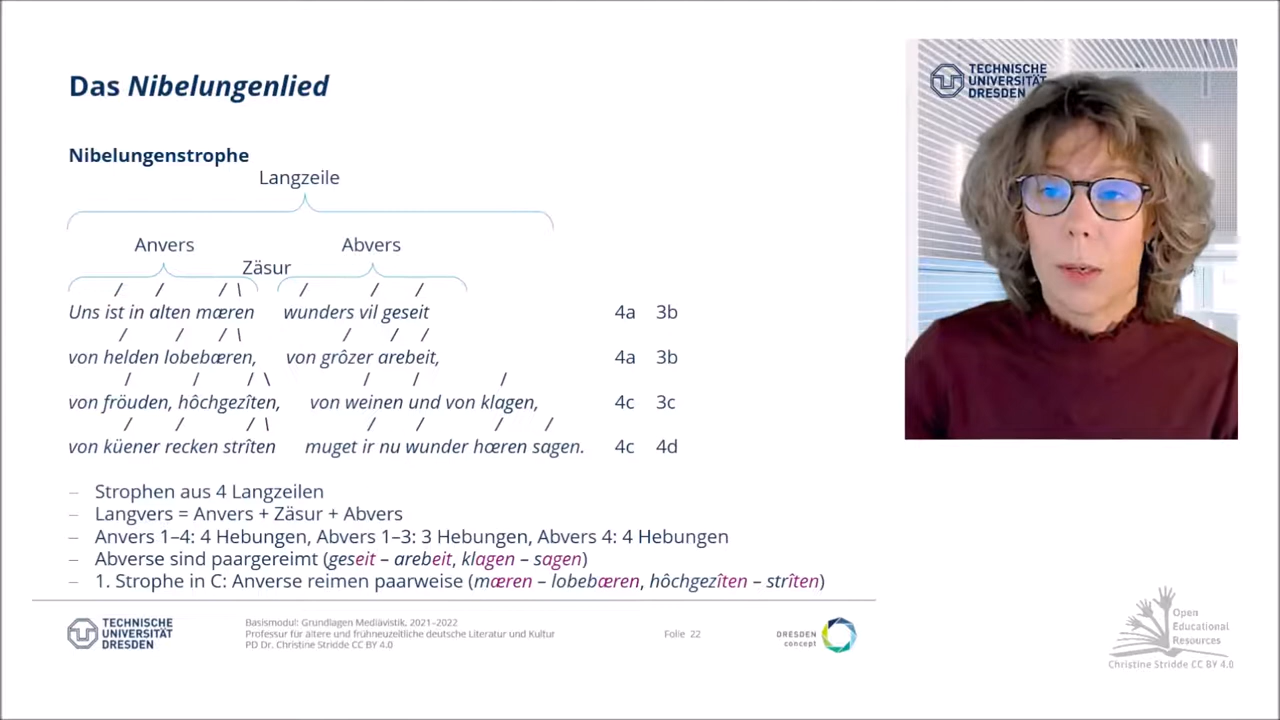 Das Nibelungenlied
Nibelungenstrophe
Langzeile
Anvers Abvers
Zäsur
Uns ist in alten mæren wunders vil geseit 4a 3b
von helden lobebæren, von grôzer arebeit, 4a 3b
von fröuden, hôchgezîten, von weinen und von klagen, 4c 3c
von küener recken strîten muget ir nu wunder hœren sagen. 4c 4d
– Strophen aus 4 Langzeilen
– Langvers = Anvers + Zäsur + Abvers
– Anvers 1–4: 4 Hebungen, Abvers 1–3: 3 Hebungen, Abvers 4: 4 Hebungen
– Abverse sind paargereimt (geseit – arebeit, klagen – sagen)
– 1. Strophe in C: Anverse reimen paarweise (mæren – lobebæren, hôchgezîten – strîten)
TECHNISCHE
UNIVERSITÄT
DRESDEN
Basismodul: Grundlagen Mediävistik, 2021–2022
Professur für ältere und frühneuzeitliche deutsche Literatur und Kultur
PD Dr. Christine Stridde CC BY 4.0
Folie 22
DRESDEN
concept
TECHNISCHE
UNIVERSITÄT
DRESDEN
Open
Educational
Resources
Christine Stridde CC BY 4.0